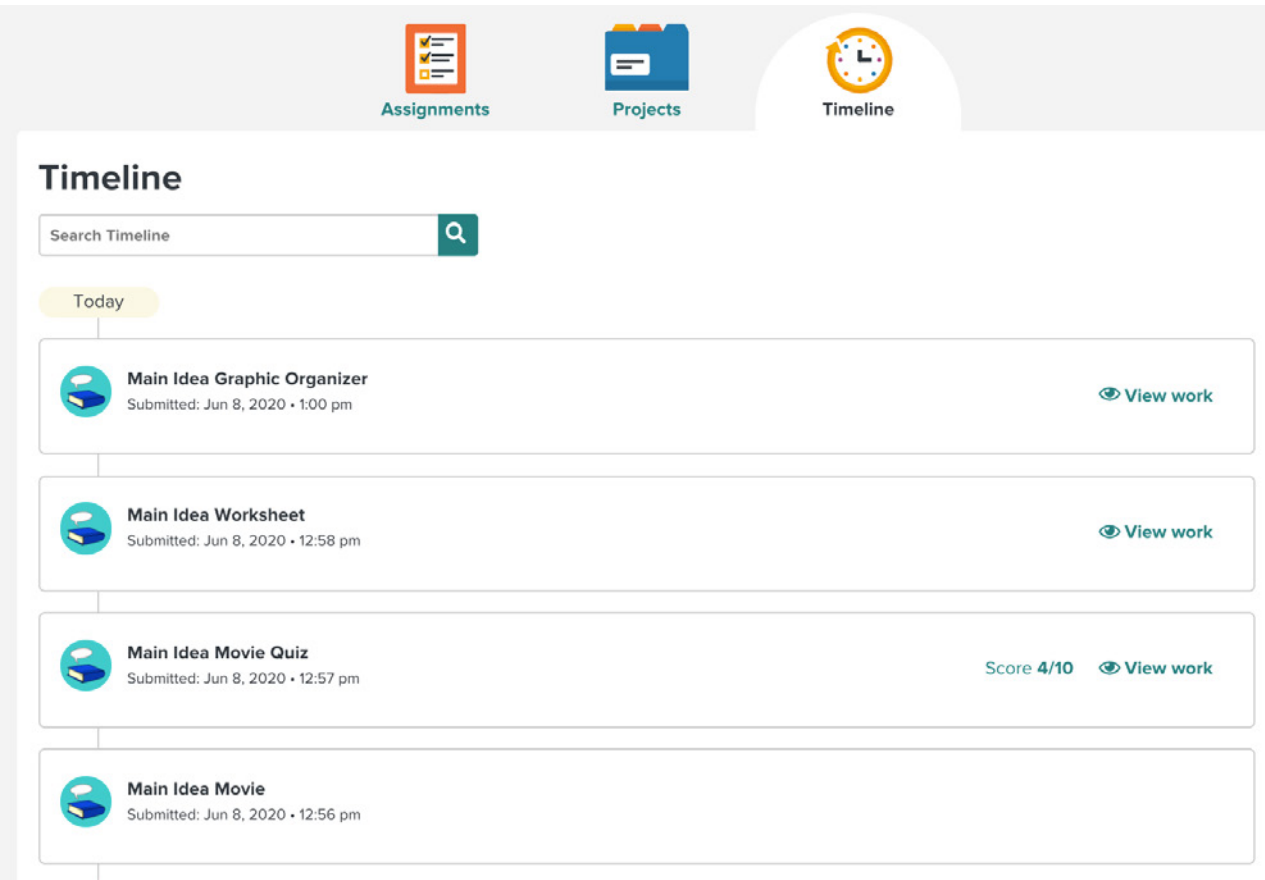 Assignments
Projects
Timeline
Timeline
Search Timeline
Today
Main Idea Graphic Organizer
Submitted: Jun 8, 2020 • 1:00 pm
View work
Main Idea Worksheet
Submitted: Jun 8, 2020 • 12:58 pm
View work
Main Idea Movie Quiz
Submitted: Jun 8, 2020 • 12:57 pm
Score 4/10
View work
Main Idea Movie
Submitted: Jun 8, 2020 • 12:56 pm